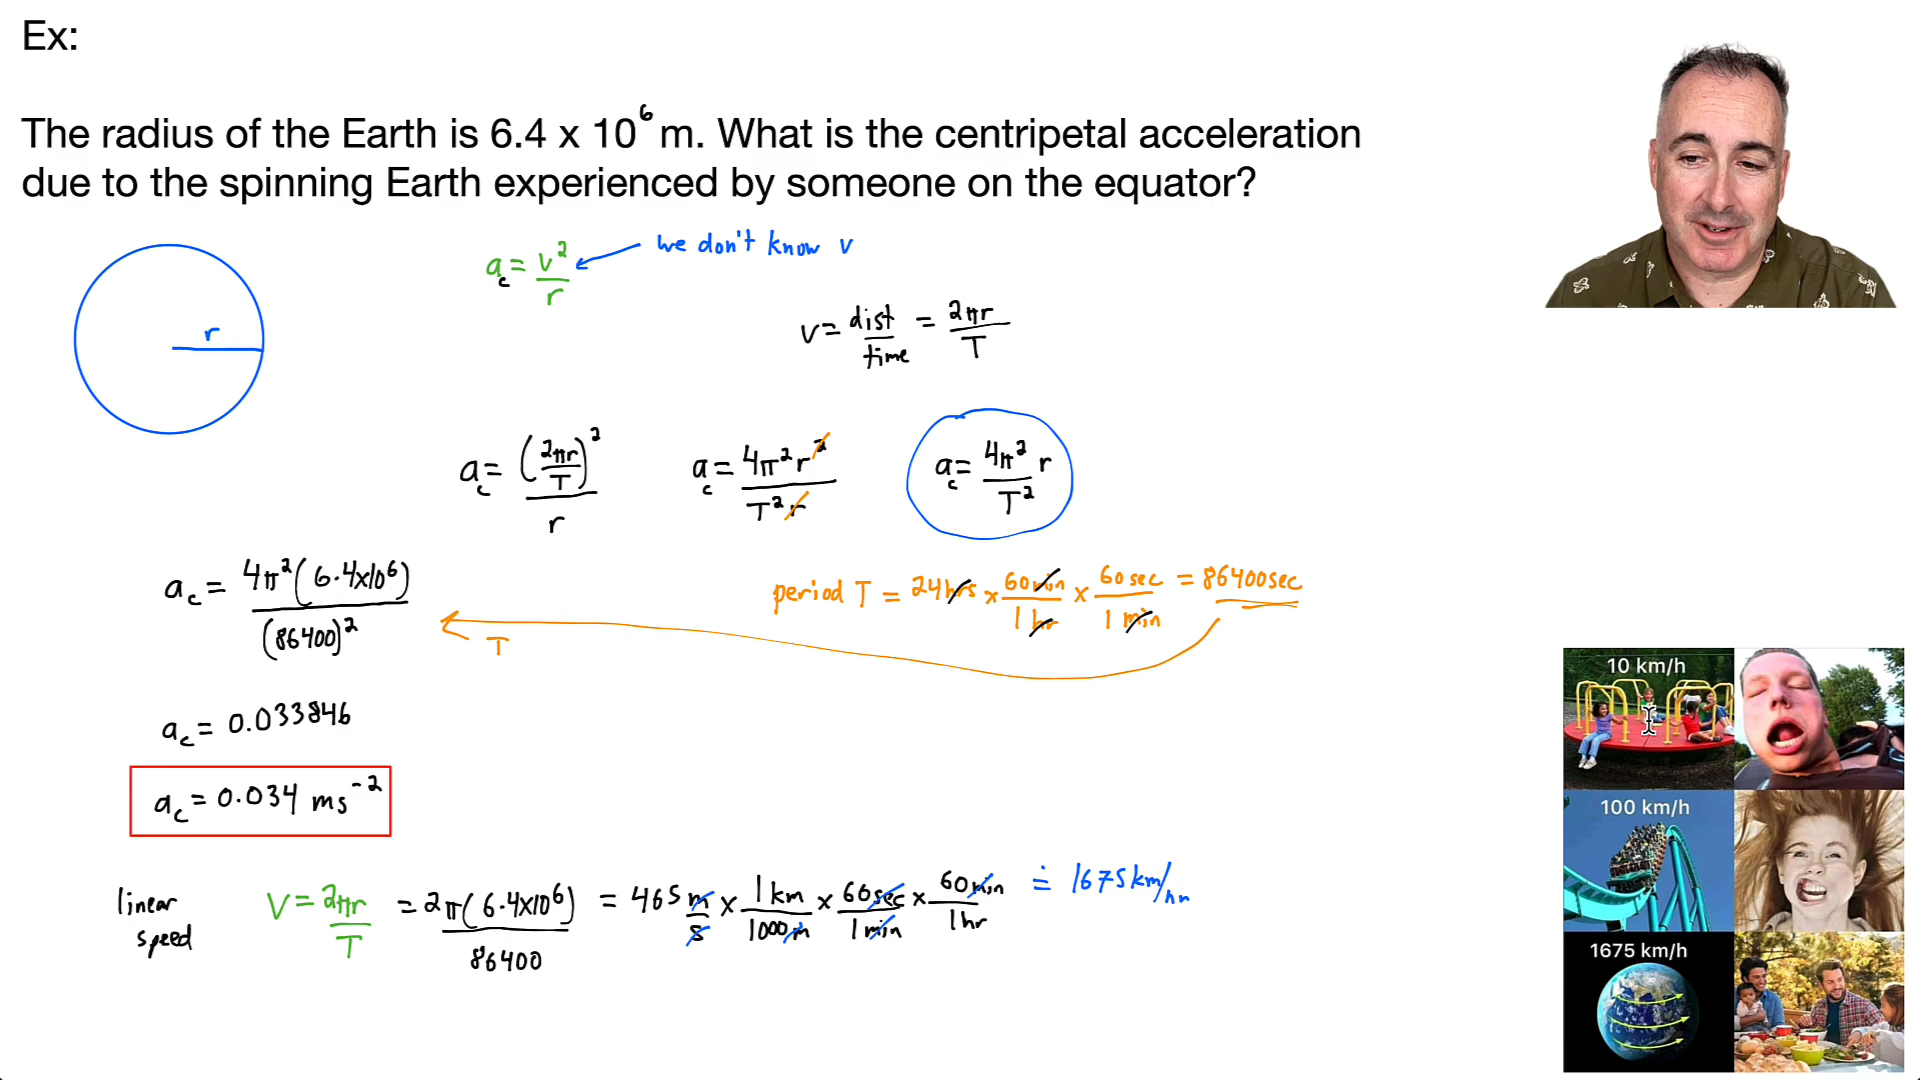 Ex:
The radius of the Earth is 6.4 x 10⁶ m. What is the centripetal acceleration
due to the spinning Earth experienced by someone on the equator?
a_c = v²/r
we don't know v
r
v = dist/time = 2πr/T
a_c = (2πr/T)²/r
a_c = 4π²r²/T²r
a_c = 4π²/T² r
a_c = 4π²(6.4x10⁶)/(86400)²
period T = 24hrs x 60min/1hr x 60sec/1min = 86400sec
T
a_c = 0.033846
a_c = 0.034 ms⁻²
linear
speed
V = 2πr/T = 2π(6.4x10⁶)/86400 = 465 m/s x 1km/1000m x 60sec/1min x 60min/1hr ≐ 1675km/hr
10 km/h
100 km/h
1675 km/h